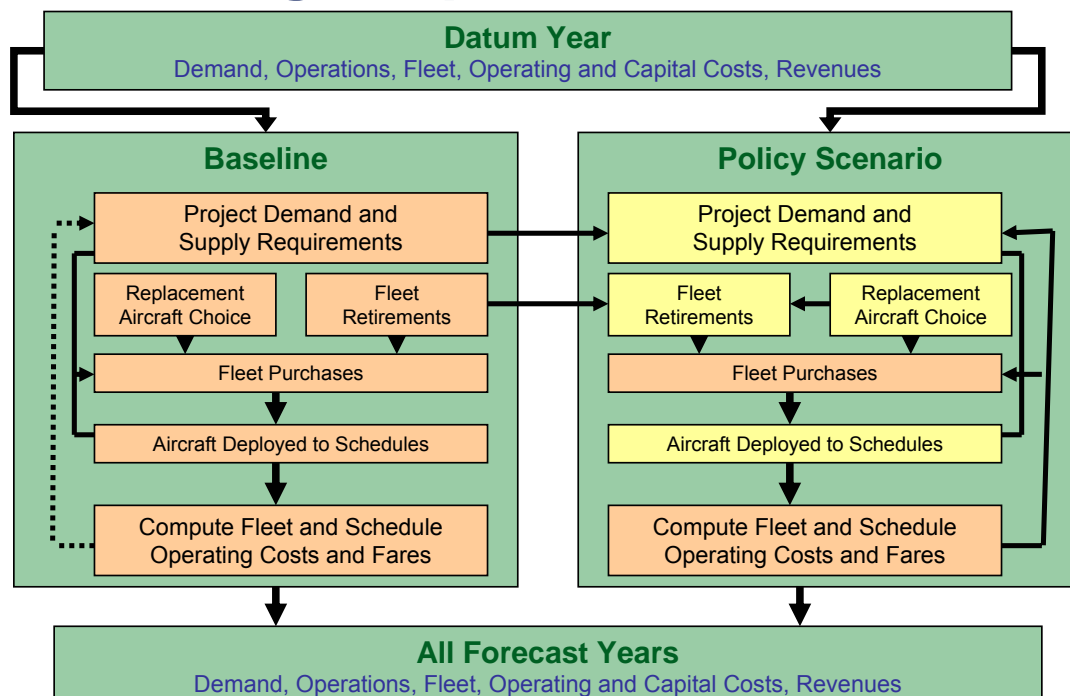 Datum Year
Demand, Operations, Fleet, Operating and Capital Costs, Revenues
Baseline
Project Demand and
Supply Requirements
Replacement
Aircraft Choice
Fleet
Retirements
Fleet Purchases
Aircraft Deployed to Schedules
Compute Fleet and Schedule
Operating Costs and Fares
Policy Scenario
Project Demand and
Supply Requirements
Fleet
Retirements
Replacement
Aircraft Choice
Fleet Purchases
Aircraft Deployed to Schedules
Compute Fleet and Schedule
Operating Costs and Fares
All Forecast Years
Demand, Operations, Fleet, Operating and Capital Costs, Revenues